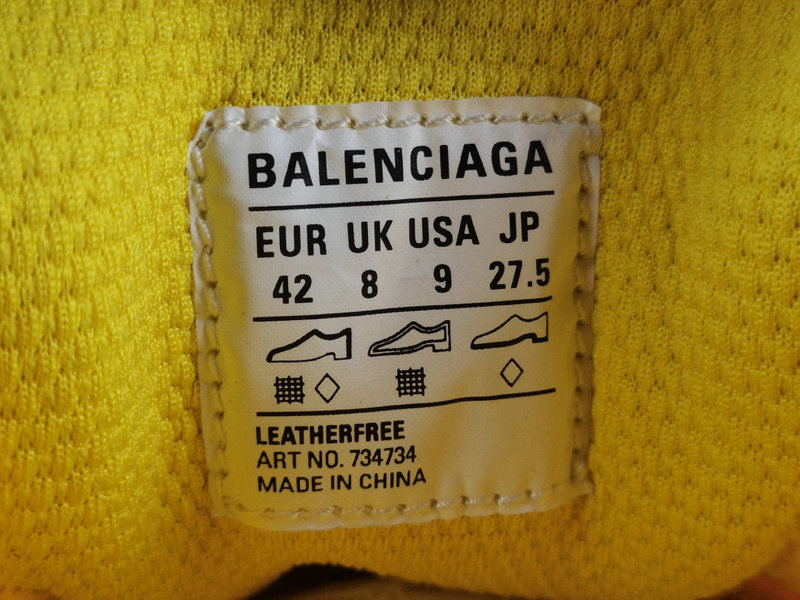 BALENCIAGA
EUR UK USA JP
42 8 9 27.5
LEATHERFREE
ART NO. 734734
MADE IN CHINA